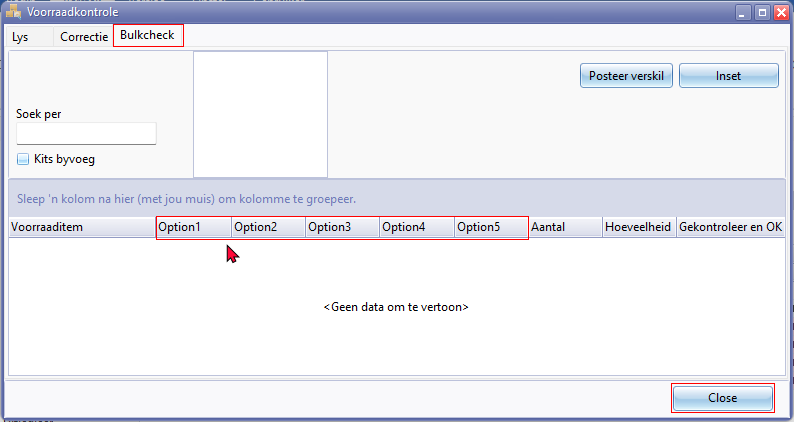 Voorraadkontrole
Lys Correctie Bulkcheck
Posteer verskil Inset
Soek per
Kits byvoeg
Sleep 'n kolom na hier (met jou muis) om kolomme te groepeer.
Voorraaditem Option1 Option2 Option3 Option4 Option5 Aantal Hoeveelheid Gekontroleer en OK
<Geen data om te vertoon>
Close